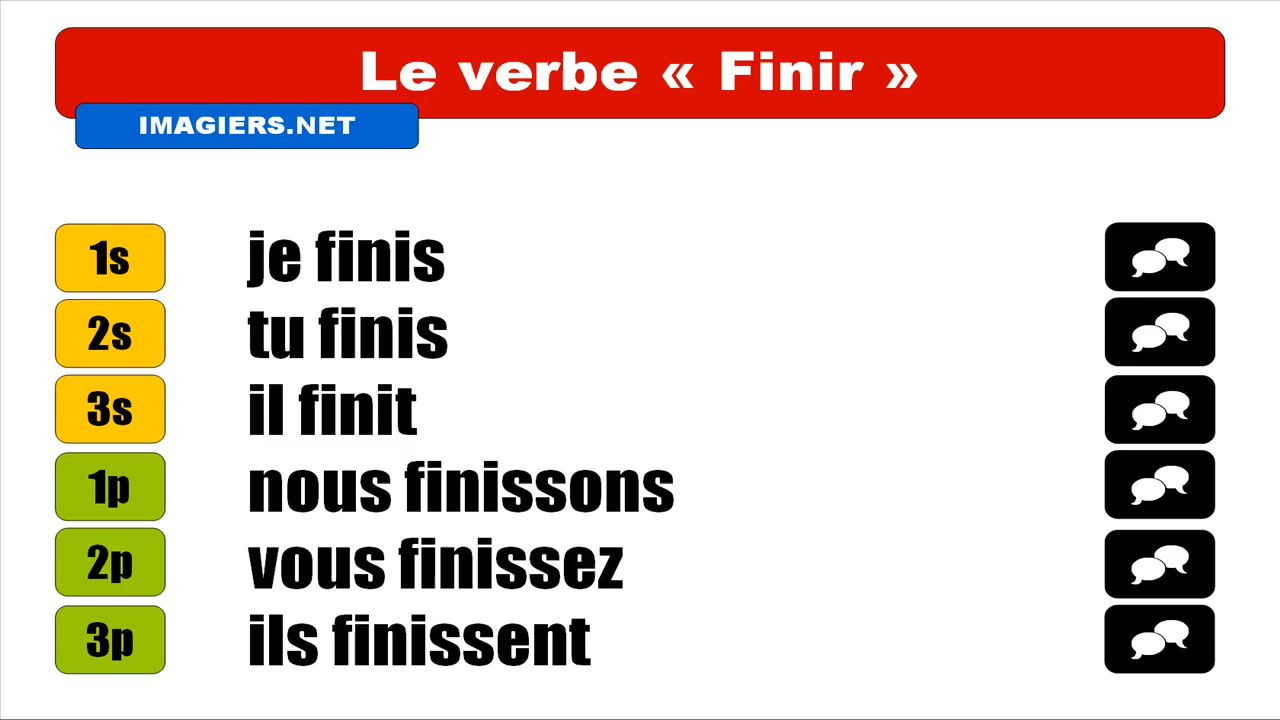 Le verbe « Finir »
IMAGIERS.NET
1s je finis
2s tu finis
3s il finit
1p nous finissons
2p vous finissez
3p ils finissent